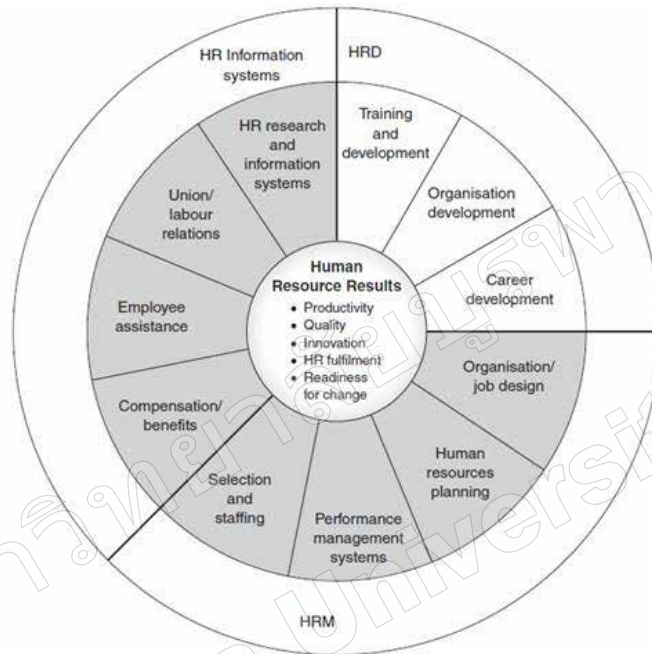 HR Information
systems
HRD
HR research
and
information
systems
Training
and
development
Union/
labour
relations
Organisation
development
Employee
assistance
Career
development
Human
Resource Results
• Productivity
• Quality
• Innovation
• HR fulfilment
• Readiness
for change
Organisation/
job design
Compensation/
benefits
Human
resources
planning
Selection
and
staffing
Performance
management
systems
HRM